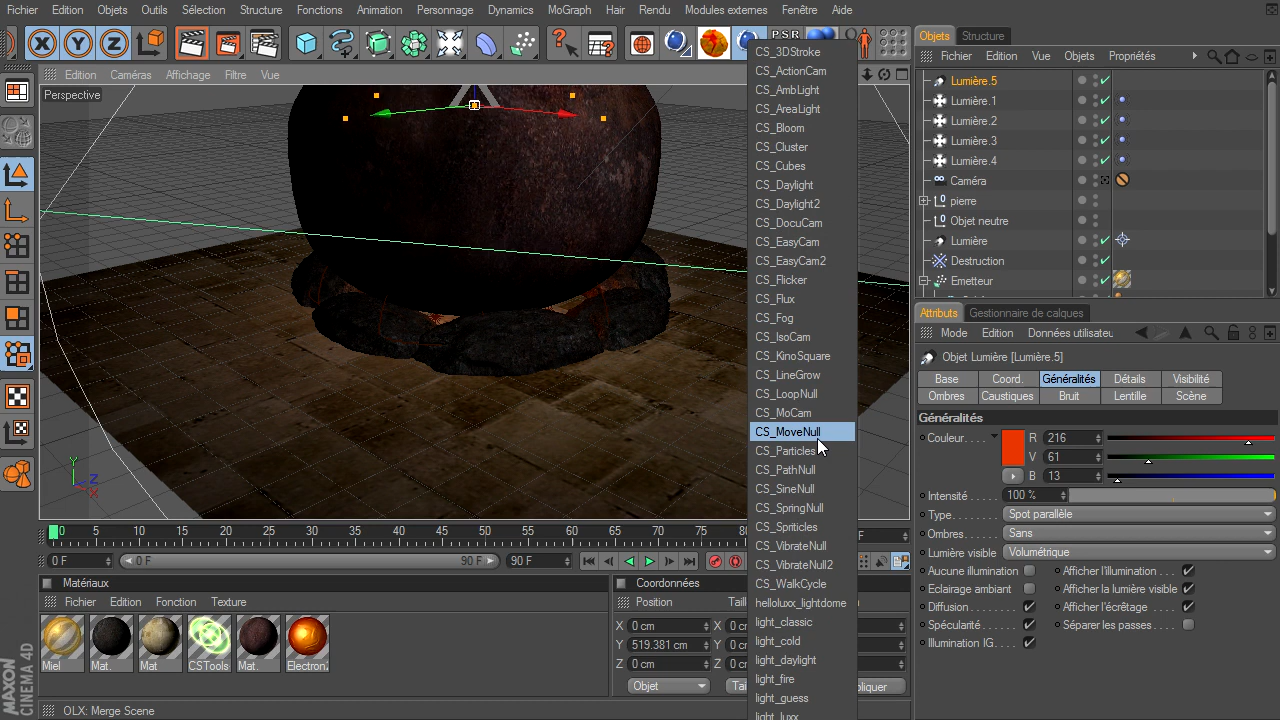 Fichier Edition Objets Outils Sélection Structure Fonctions Animation Personnage Dynamics MoGraph Hair Rendu Modules externes Fenêtre Aide
X Y Z
PSR
Edition Caméras Affichage Filtre Vue
Perspective
Y
Z
X
CS_3DStroke
CS_ActionCam
CS_AmbLight
CS_AreaLight
CS_Bloom
CS_Cluster
CS_Cubes
CS_Daylight
CS_Daylight2
CS_DocuCam
CS_EasyCam
CS_EasyCam2
CS_Flicker
CS_Flux
CS_Fog
CS_IsoCam
CS_KinoSquare
CS_LineGrow
CS_LoopNull
CS_MoCam
CS_MoveNull
CS_Particles
CS_PathNull
CS_SineNull
CS_SpringNull
CS_Spriticles
CS_VibrateNull
CS_VibrateNull2
CS_WalkCycle
helloluxx_lightdome
light_classic
light_cold
light_daylight
light_fire
light_guess
light_luxx
Objets Structure
Fichier Edition Vue Objets Propriétés
Lumière.5
Lumière.1
Lumière.2
Lumière.3
Lumière.4
Caméra
pierre
Objet neutre
Lumière
Destruction
Emetteur
Attributs Gestionnaire de calques
Mode Edition Données utilisateu
Objet Lumière [Lumière.5]
Base Coord. Généralités Détails Visibilité
Ombres Caustiques Bruit Lentille Scène
Généralités
Couleur R 216
V 61
B 13
Intensité 100 %
Type Spot parallèle
Ombres Sans
Lumière visible Volumétrique
Aucune illumination Afficher l'illumination
Eclairage ambiant Afficher la lumière visible
Diffusion Afficher l'écrêtage
Spécularité Séparer les passes
Illumination IG
0 5 10 15 20 25 30 35 40 45 50 55 60 65 70 75 80 F
0 F 0 F 90 F 90 F
Matériaux
Fichier Edition Fonction Texture
Miel Mat. Mat CSTools Mat. Electron
Coordonnées
Position Taill
X 0 cm X 0 cm
Y 519.381 cm Y 0 cm
Z 0 cm Z 0 cm
Objet Tai pliquer
MAXON
CINEMA 4D
OLX: Merge Scene